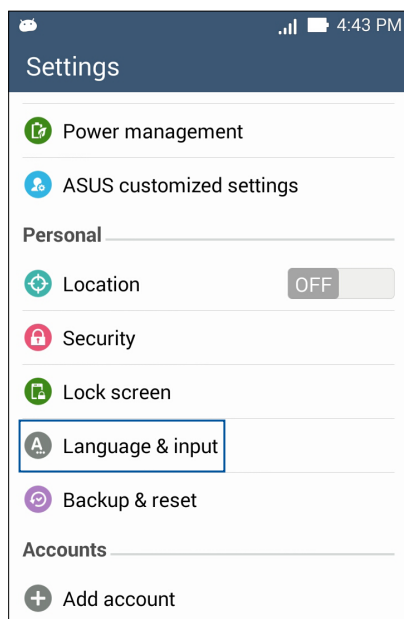 4:43 PM
Settings
Power management
ASUS customized settings
Personal
Location OFF
Security
Lock screen
A Language & input
Backup & reset
Accounts
Add account